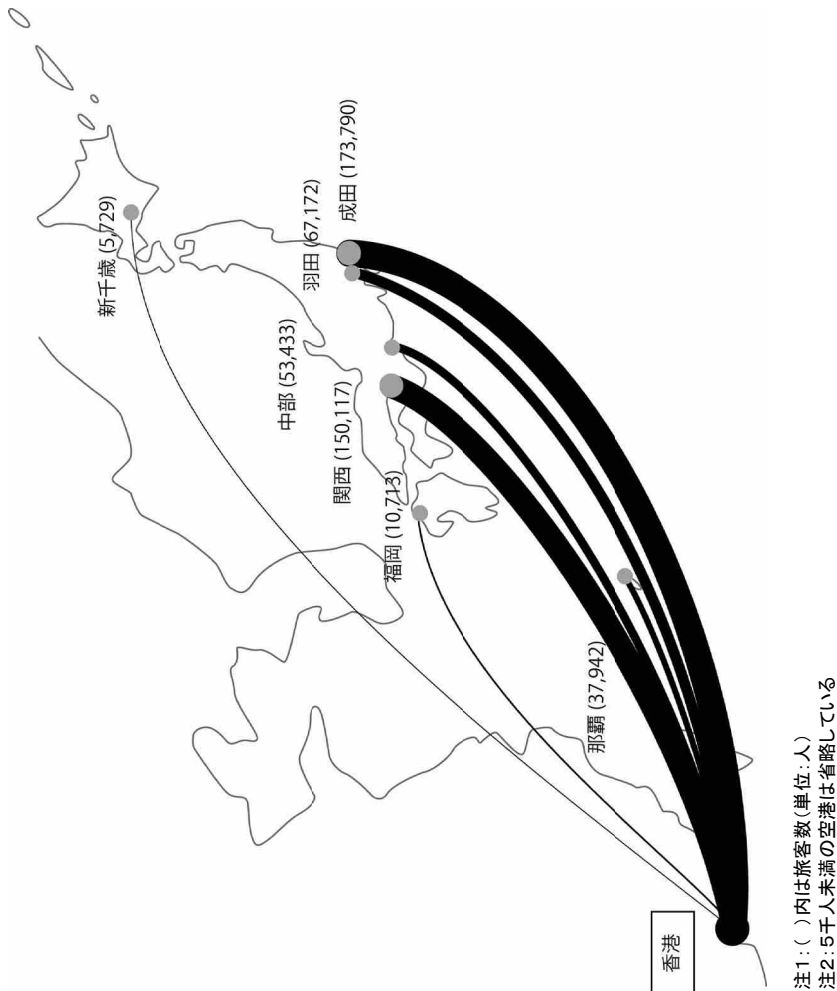 新千歳 (5,729)
羽田 (67,172)
成田 (173,790)
中部 (53,433)
関西 (150,117)
福岡 (10,713)
那覇 (37,942)
香港
注1:( )内は旅客数(単位:人)
注2:5千人未満の空港は省略している